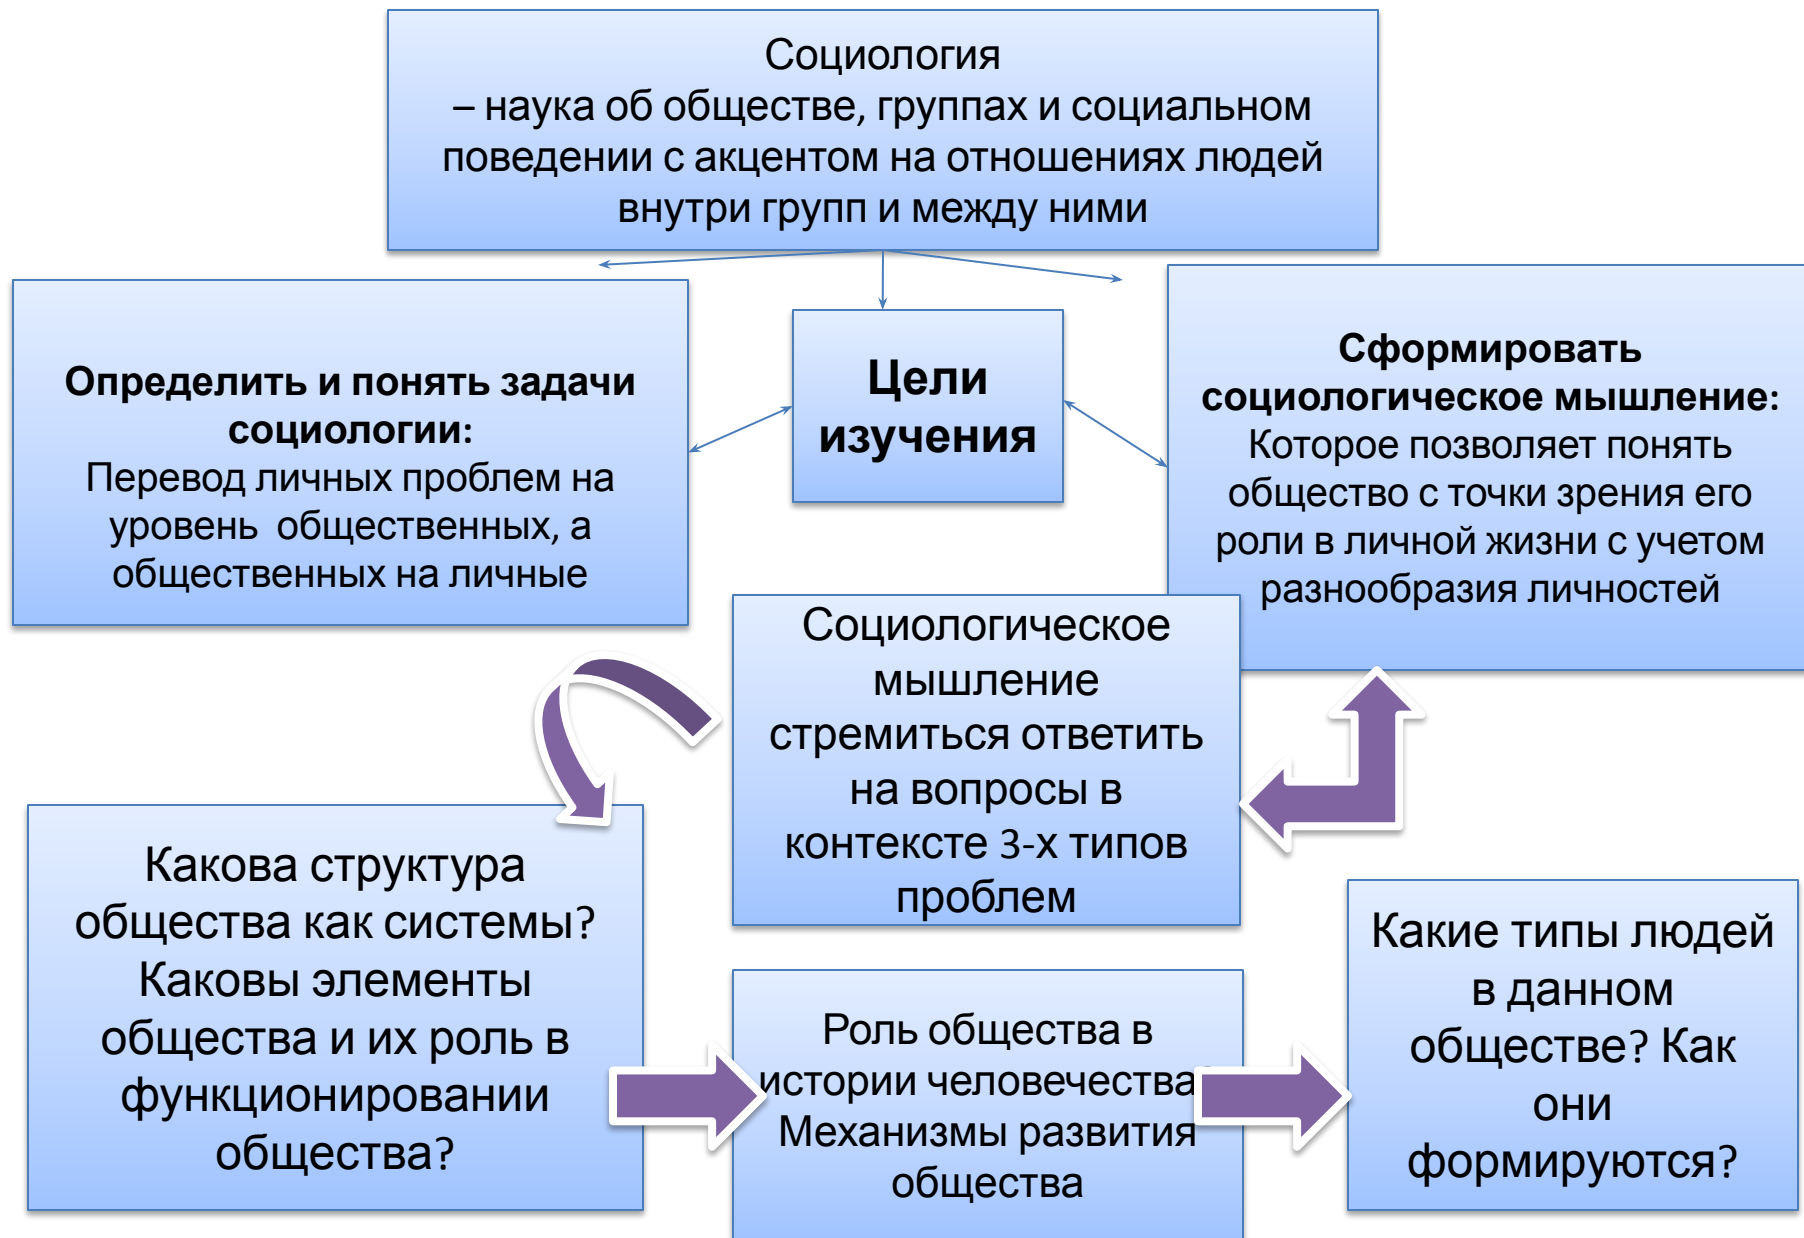 Социология
– наука об обществе, группах и социальном
поведении с акцентом на отношениях людей
внутри групп и между ними
Определить и понять задачи
социологии:
Перевод личных проблем на
уровень общественных, а
общественных на личные
Цели
изучения
Сформировать
социологическое мышление:
Которое позволяет понять
общество с точки зрения его
роли в личной жизни с учетом
разнообразия личностей
Социологическое
мышление
стремиться ответить
на вопросы в
контексте 3-х типов
проблем
Какова структура
общества как системы?
Каковы элементы
общества и их роль в
функционировании
общества?
Роль общества в
истории человечества
Механизмы развития
общества
Какие типы людей
в данном
обществе? Как
они
формируются?